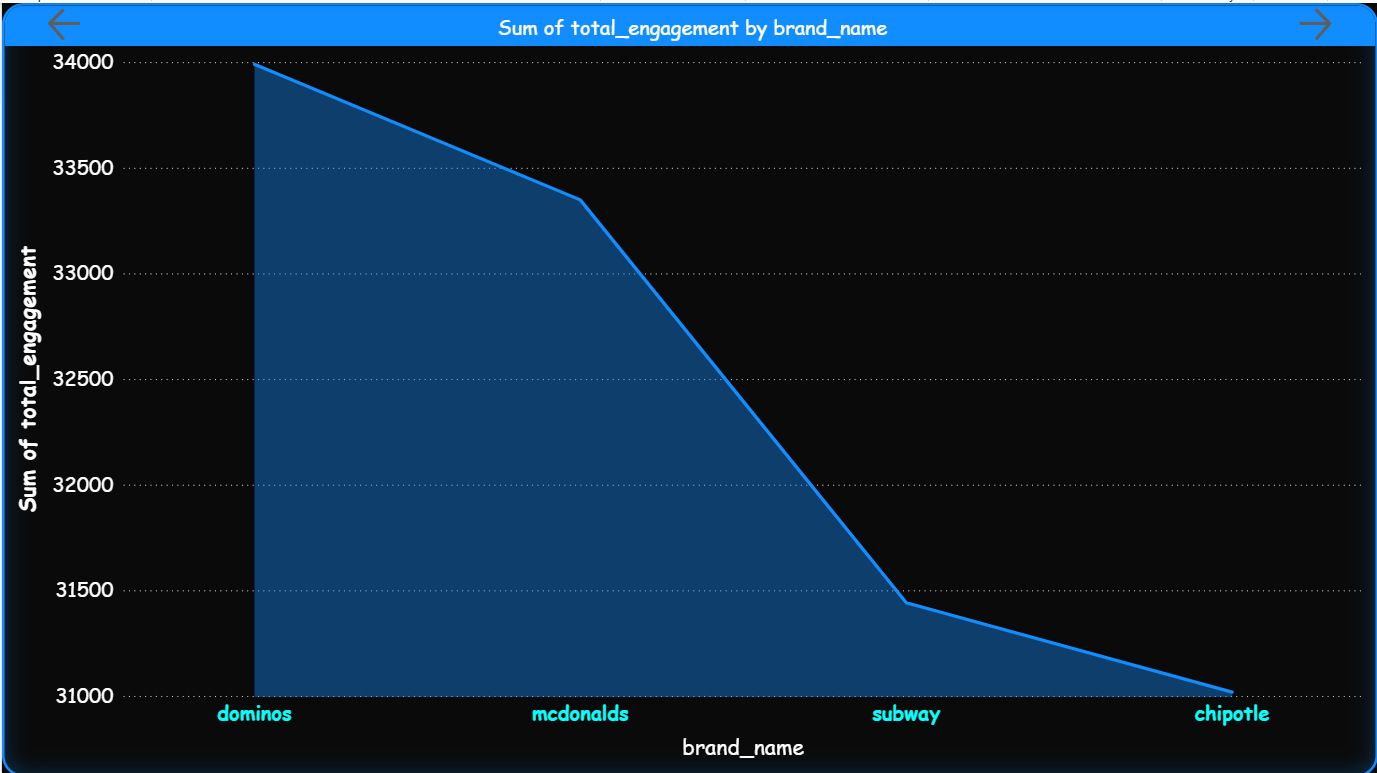 Sum of total_engagement by brand_name
34000
33500
33000
32500
32000
31500
31000
Sum of total_engagement
dominos mcdonalds subway chipotle
brand_name